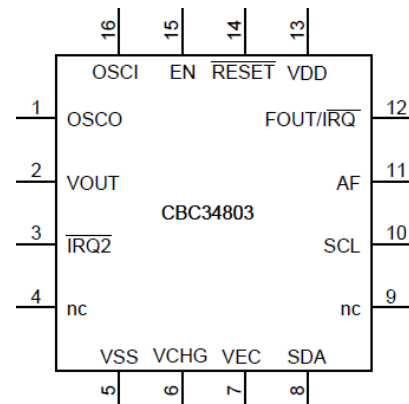 16 15 14 13
OSCI EN RESET VDD
1 OSCO FOUT/IRQ 12
2 VOUT AF 11
CBC34803
3 IRQ2 SCL 10
4 nc nc 9
VSS VCHG VEC SDA
5 6 7 8